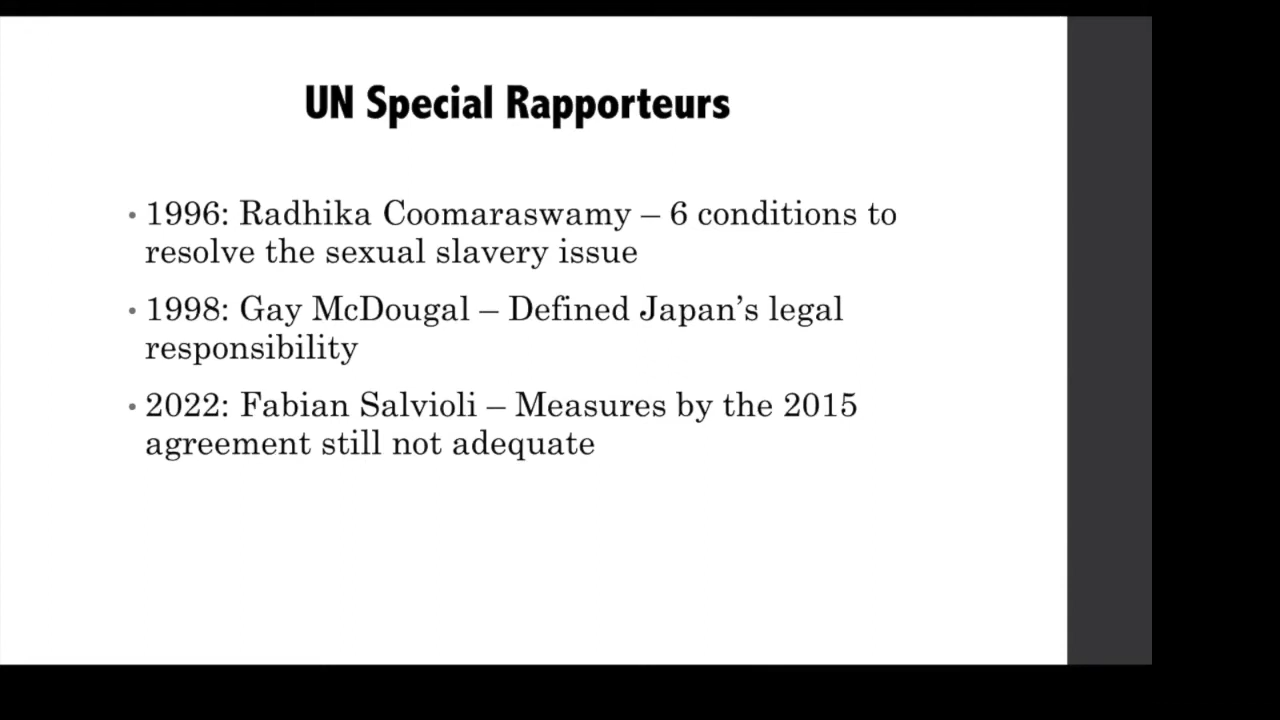 UN Special Rapporteurs
• 1996: Radhika Coomaraswamy – 6 conditions to
resolve the sexual slavery issue
• 1998: Gay McDougal – Defined Japan’s legal
responsibility
• 2022: Fabian Salvioli – Measures by the 2015
agreement still not adequate